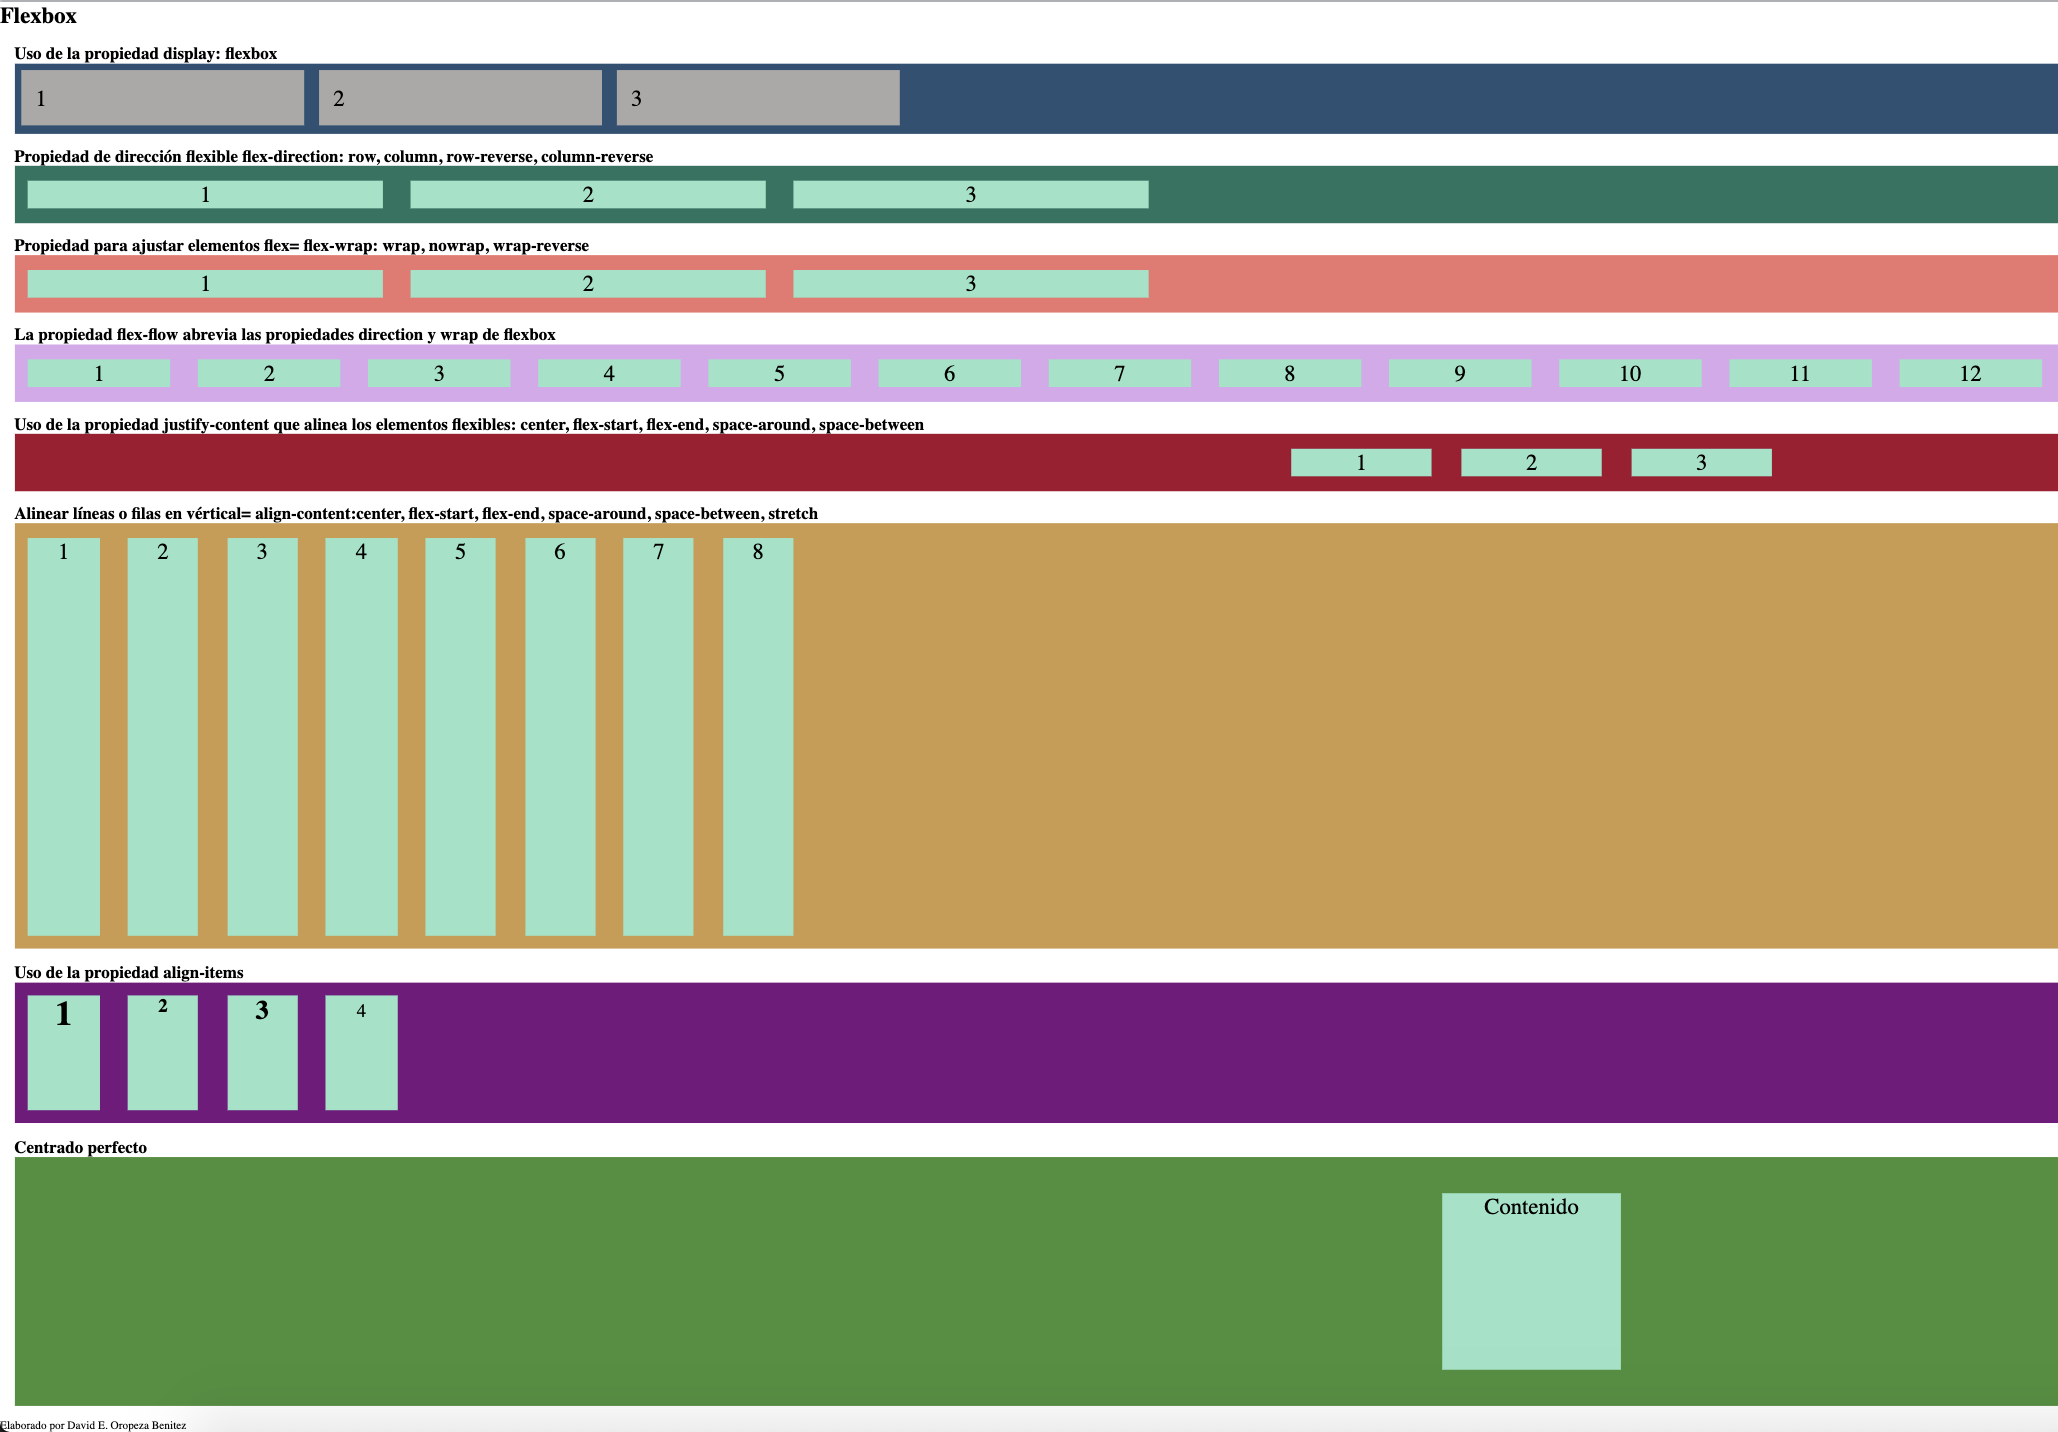 Flexbox
Uso de la propiedad display: flexbox
1 2 3
Propiedad de dirección flexible flex-direction: row, column, row-reverse, column-reverse
1 2 3
Propiedad para ajustar elementos flex= flex-wrap: wrap, nowrap, wrap-reverse
1 2 3
La propiedad flex-flow abrevia las propiedades direction y wrap de flexbox
1 2 3 4 5 6 7 8 9 10 11 12
Uso de la propiedad justify-content que alinea los elementos flexibles: center, flex-start, flex-end, space-around, space-between
1 2 3
Alinear líneas o filas en vértical= align-content:center, flex-start, flex-end, space-around, space-between, stretch
1 2 3 4 5 6 7 8
Uso de la propiedad align-items
1 2 3 4
Centrado perfecto
Contenido
Elaborado por David E. Oropeza Benitez